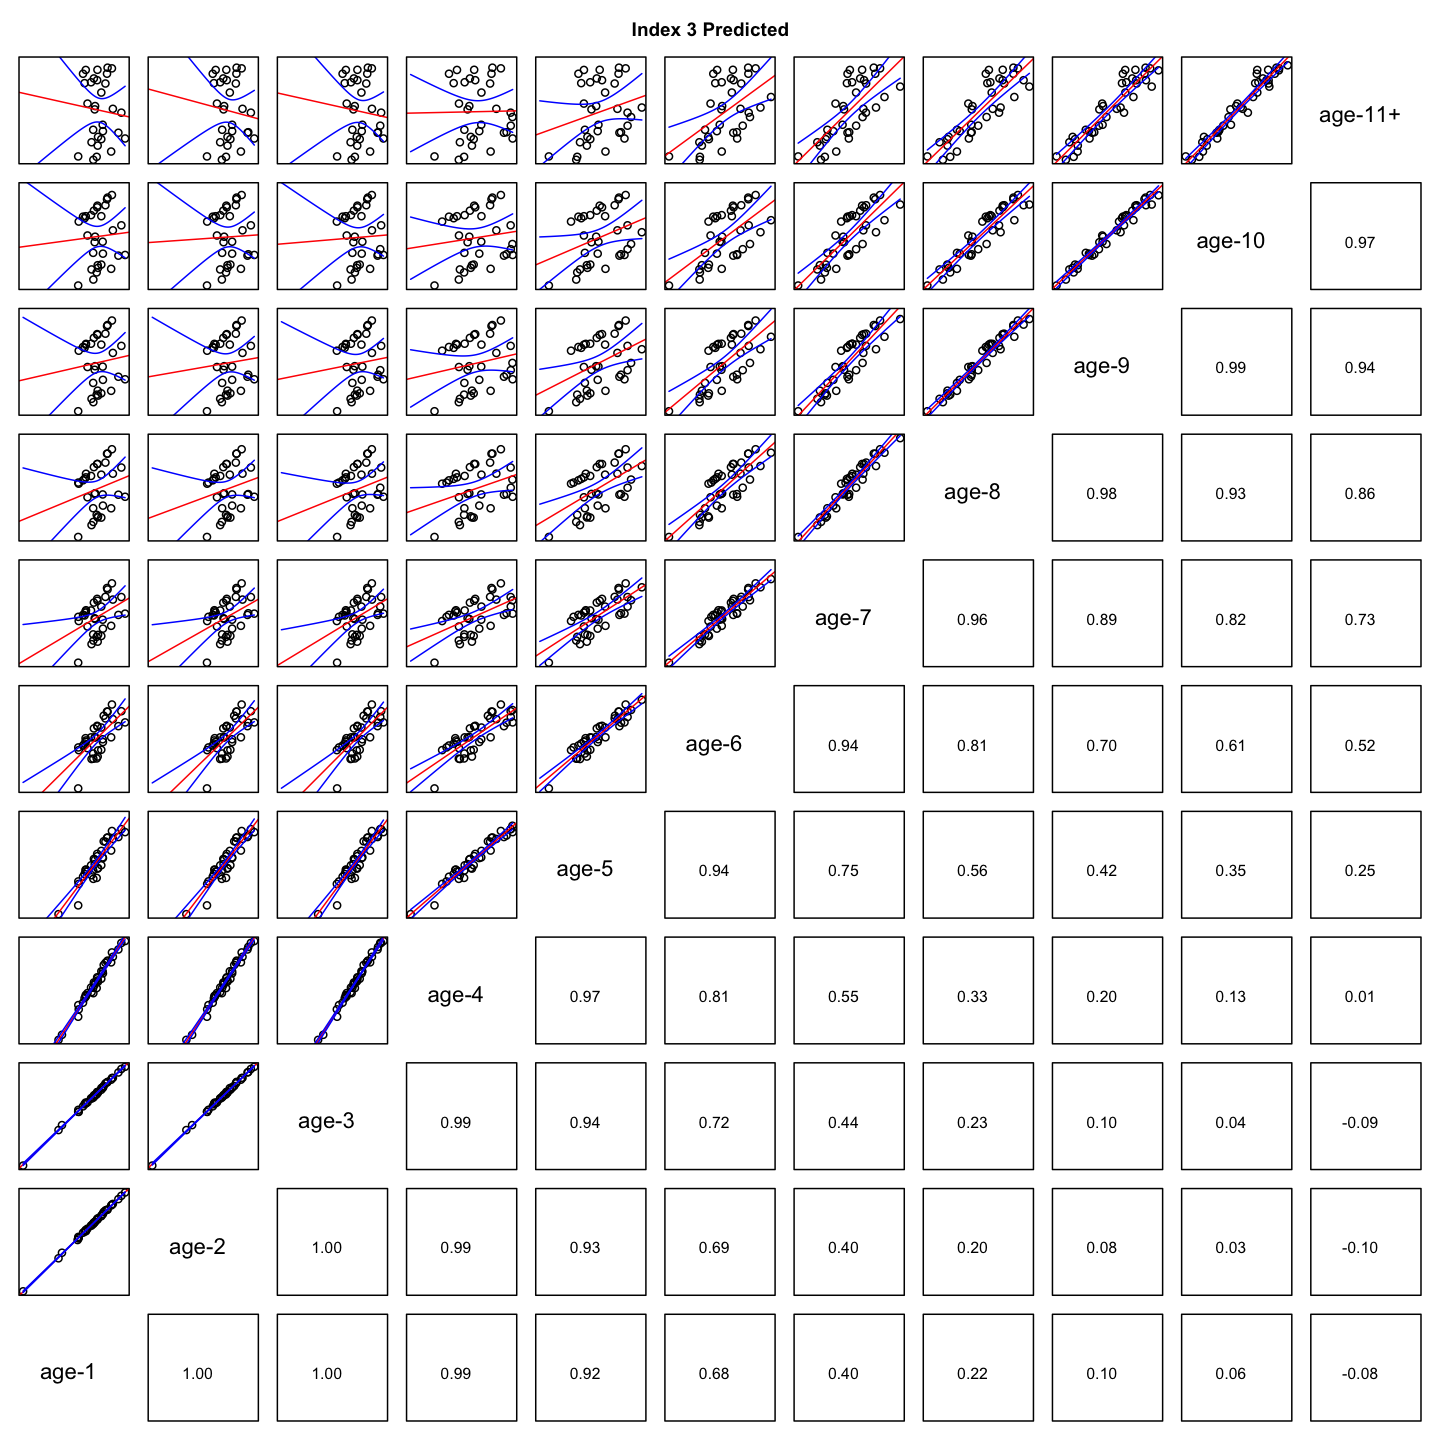 Index 3 Predicted
age-11+
age-10 0.97
age-9 0.99 0.94
age-8 0.98 0.93 0.86
age-7 0.96 0.89 0.82 0.73
age-6 0.94 0.81 0.70 0.61 0.52
age-5 0.94 0.75 0.56 0.42 0.35 0.25
age-4 0.97 0.81 0.55 0.33 0.20 0.13 0.01
age-3 0.99 0.94 0.72 0.44 0.23 0.10 0.04 -0.09
age-2 1.00 0.99 0.93 0.69 0.40 0.20 0.08 0.03 -0.10
age-1 1.00 1.00 0.99 0.92 0.68 0.40 0.22 0.10 0.06 -0.08